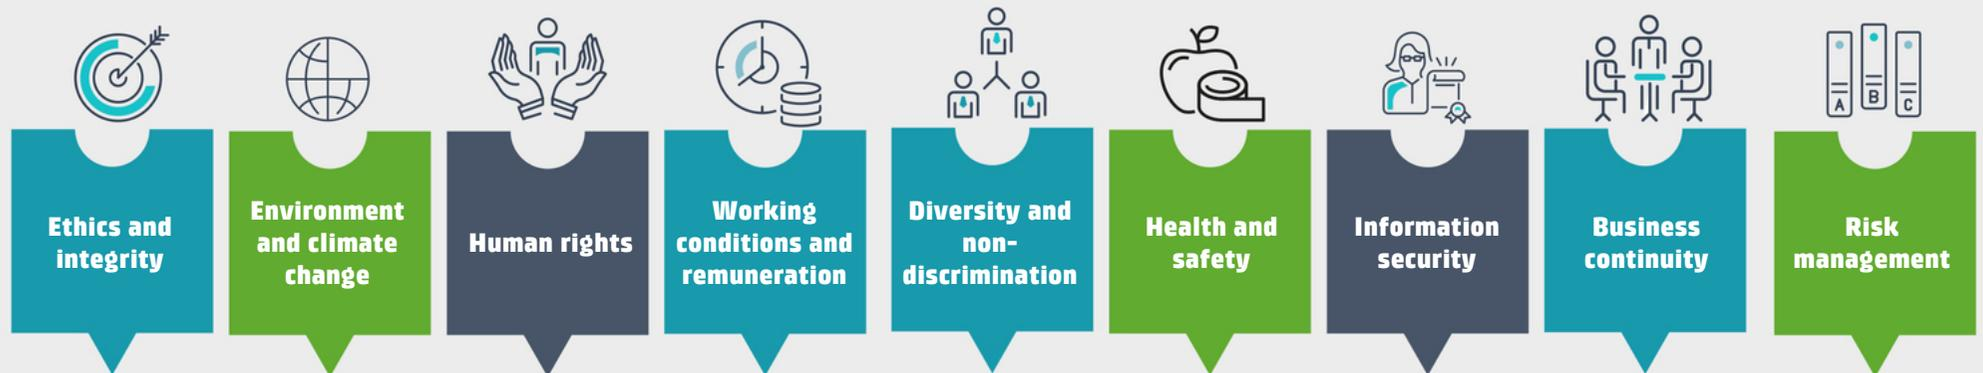 Ethics and
integrity
Environment
and climate
change
Human rights
Working
conditions and
remuneration
Diversity and
non-
discrimination
Health and
safety
Information
security
Business
continuity
A
B
C
Risk
management